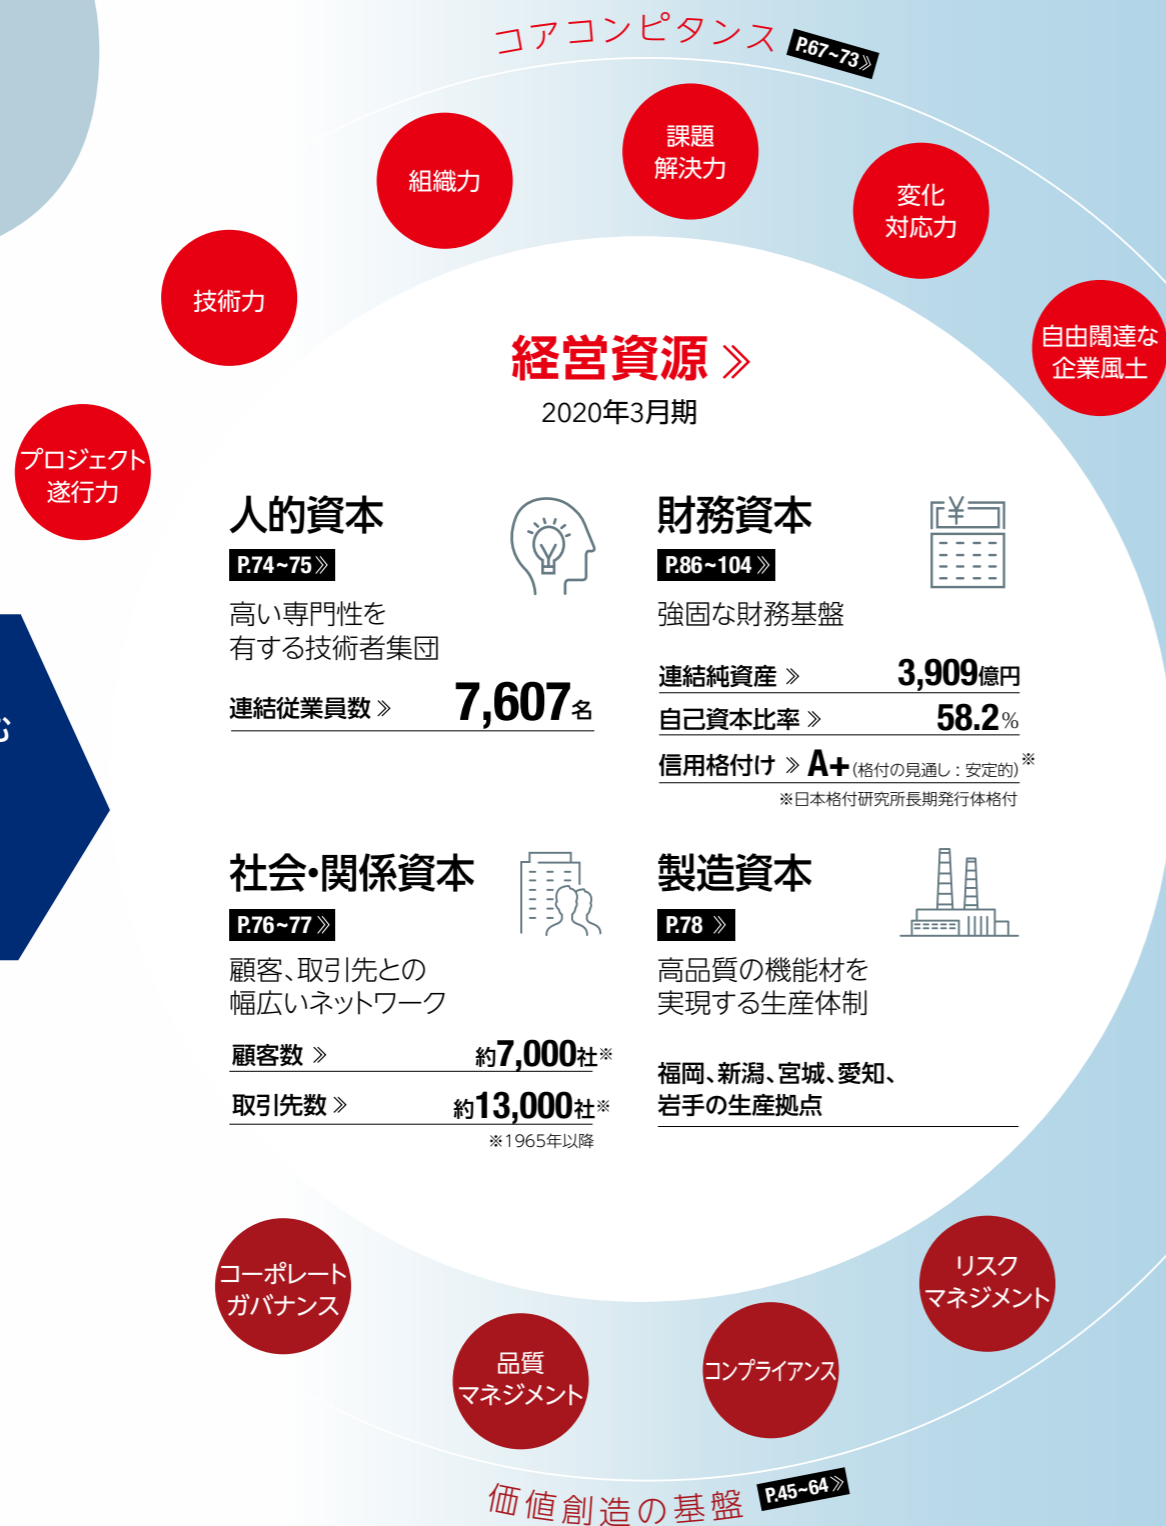 コアコンピタンス P.67~73≫
課題
解決力
組織力
変化
対応力
技術力
自由闊達な
企業風土
プロジェクト
遂行力
経営資源 ≫
2020年3月期
人的資本
P.74~75≫
高い専門性を
有する技術者集団
連結従業員数 ≫ 7,607名
財務資本
P.86~104≫
強固な財務基盤
連結純資産 ≫ 3,909億円
自己資本比率 ≫ 58.2%
信用格付け ≫ A+(格付の見通し:安定的)※
※日本格付研究所長期発行体格付
む
社会・関係資本
P.76~77≫
顧客、取引先との
幅広いネットワーク
顧客数 ≫ 約7,000社※
取引先数 ≫ 約13,000社※
※1965年以降
製造資本
P.78 ≫
高品質の機能材を
実現する生産体制
福岡、新潟、宮城、愛知、
岩手の生産拠点
コーポレート
ガバナンス
品質
マネジメント
コンプライアンス
リスク
マネジメント
価値創造の基盤 P.45~64≫